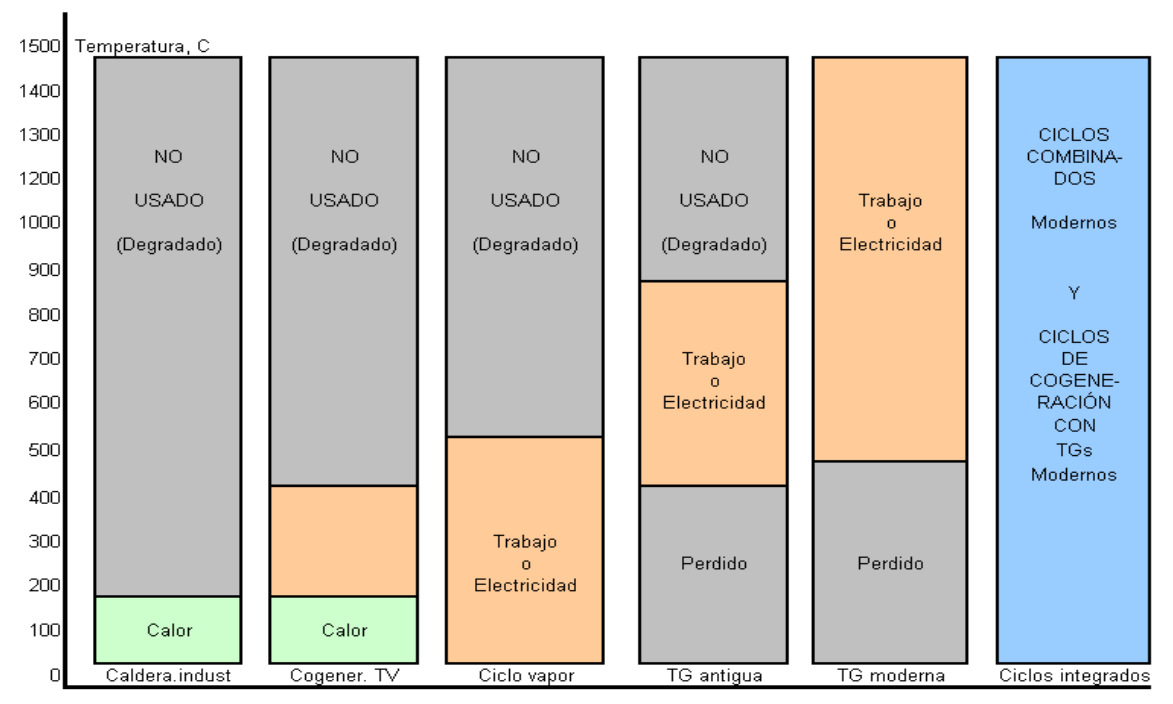 Temperatura, C
1500
1400
1300
1200
1000
900
800
700
600
500
400
300
200
100
0
NO
USADO
(Degradado)
Calor
Caldera.indust
NO
USADO
(Degradado)
Calor
Cogener. TV
NO
USADO
(Degradado)
Trabajo
o
Electricidad
Ciclo vapor
NO
USADO
(Degradado)
Trabajo
o
Electricidad
Perdido
TG antigua
Trabajo
o
Electricidad
Perdido
TG moderna
CICLOS
COMBINA-
DOS
Modernos
Y
CICLOS
DE
COGENE-
RACIÓN
CON
TGs
Modernos
Ciclos integrados